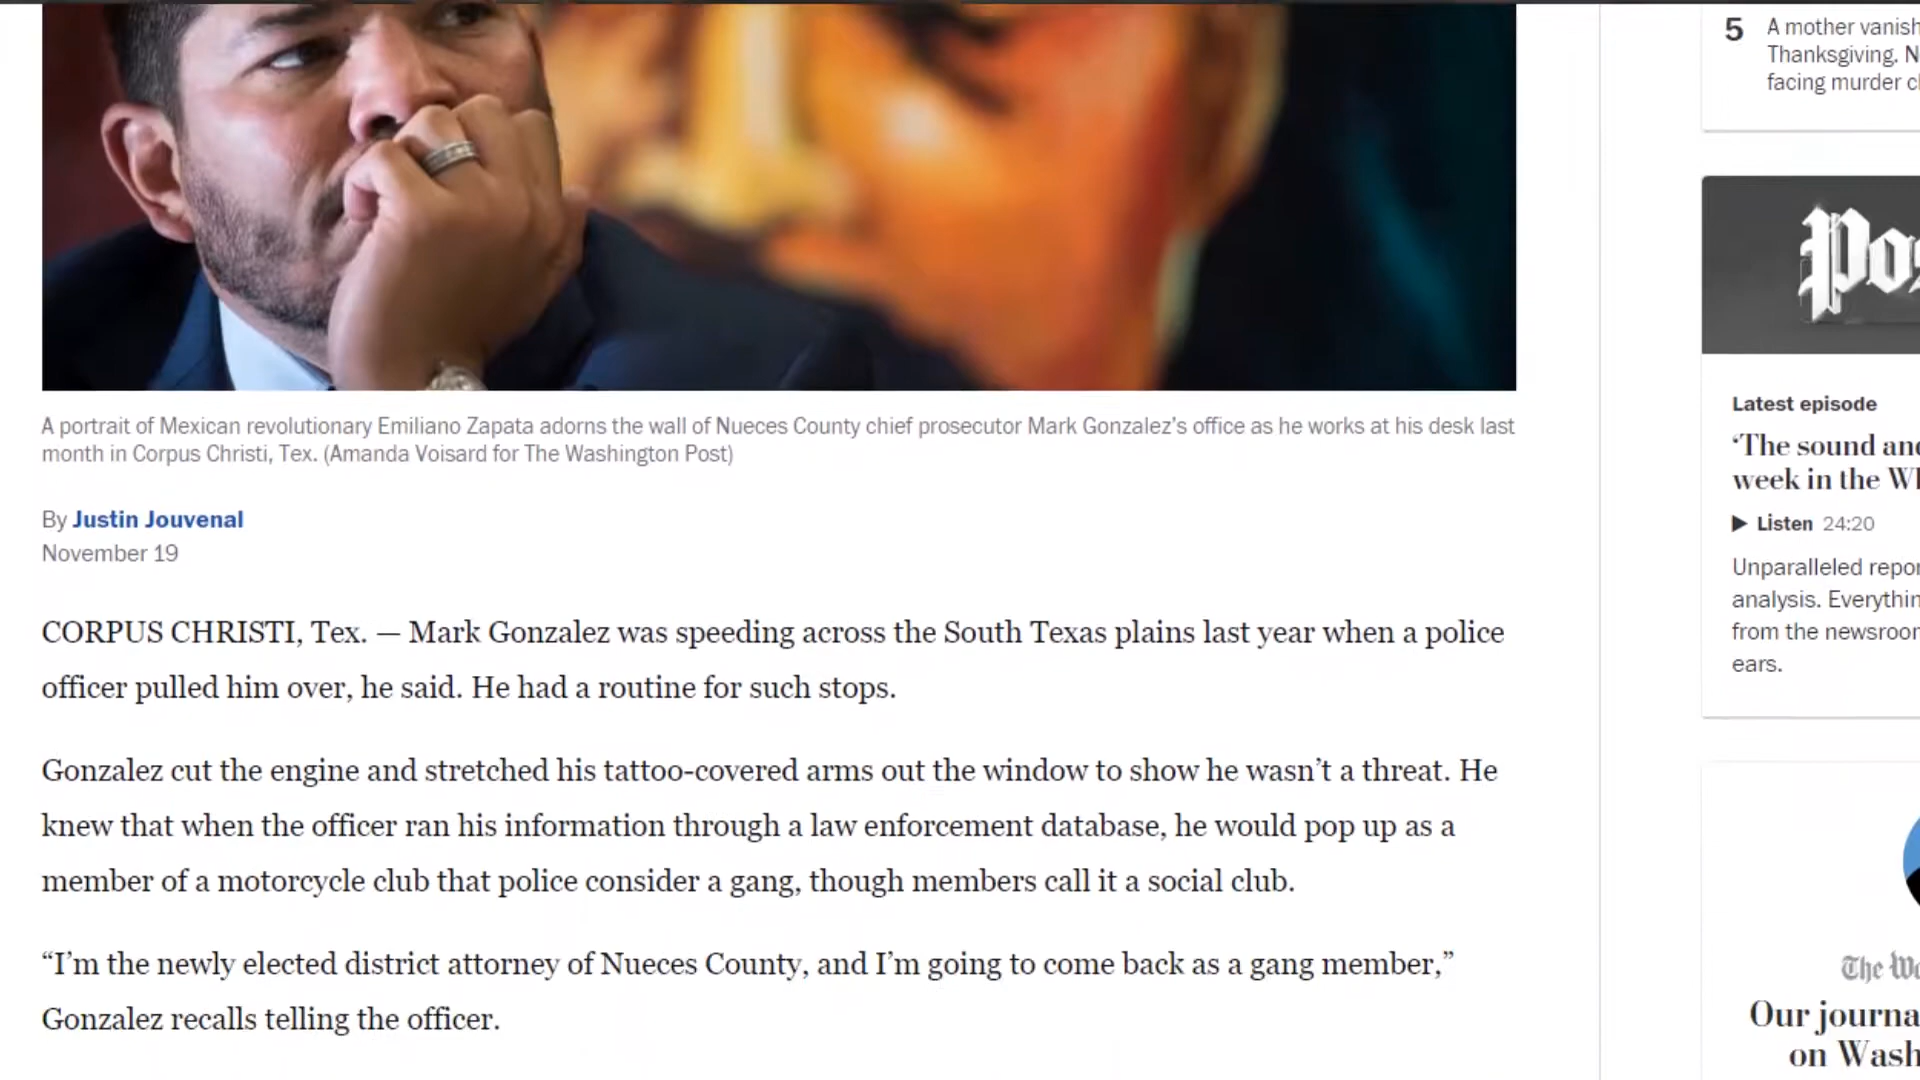 A portrait of Mexican revolutionary Emiliano Zapata adorns the wall of Nueces County chief prosecutor Mark Gonzalez's office as he works at his desk last
month in Corpus Christi, Tex. (Amanda Voisard for The Washington Post)
By Justin Jouvenal
November 19
CORPUS CHRISTI, Tex. — Mark Gonzalez was speeding across the South Texas plains last year when a police
officer pulled him over, he said. He had a routine for such stops.
Gonzalez cut the engine and stretched his tattoo-covered arms out the window to show he wasn't a threat. He
knew that when the officer ran his information through a law enforcement database, he would pop up as a
member of a motorcycle club that police consider a gang, though members call it a social club.
“I'm the newly elected district attorney of Nueces County, and I'm going to come back as a gang member,”
Gonzalez recalls telling the officer.
5
A mother vanish
Thanksgiving. N
facing murder c
Pos
Latest episode
‘The sound and
week in the W
Listen 24:20
Unparalleled repor
analysis. Everythin
from the newsroo
ears.
The Wa
Our journa
on Wash